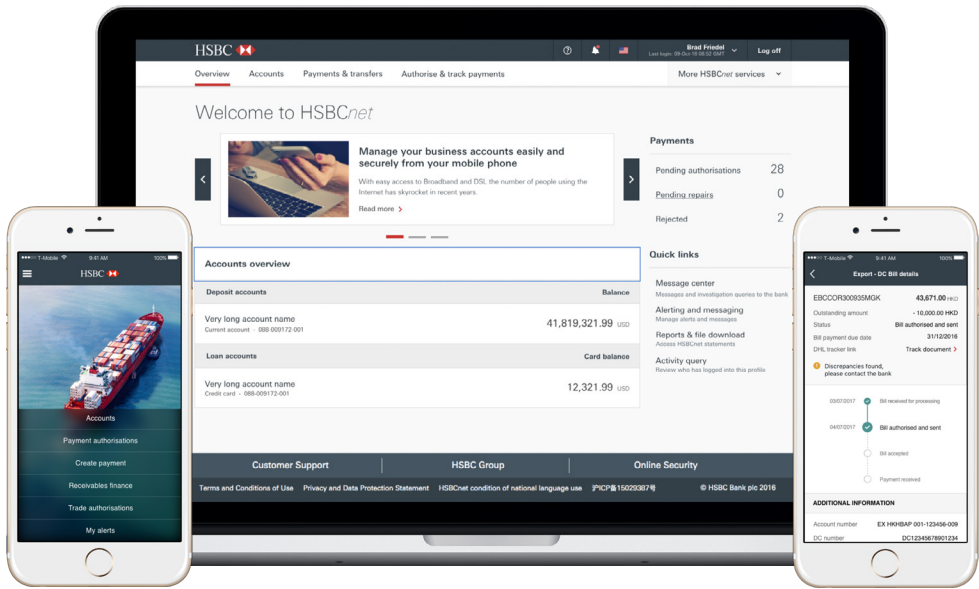 HSBC
Brad Friedel
Last login: 09-Oct-16 08:52 GMT
Log off
Overview Accounts Payments & transfers Authorise & track payments More HSBCnet services
Welcome to HSBCnet
Manage your business accounts easily and
securely from your mobile phone
With easy access to Broadband and DSL the number of people using the
Internet has skyrocket in recent years.
Read more
Payments
Pending authorisations 28
Pending repairs 0
Rejected 2
Accounts overview
Deposit accounts Balance
Very long account name
Current account - 088-009172-001
41,819,321.99 USD
Loan accounts Card balance
Very long account name
Credit card - 088-009172-001
12,321.99 USD
Quick links
Message center
Messages and investigation queries to the bank
Alerting and messaging
Manage alerts and messages
Reports & file download
Access HSBCnet statements
Activity query
Review who has logged into this profile
Customer Support HSBC Group Online Security
Terms and Conditions of Use Privacy and Data Protection Statement HSBCnet condition of national language use 沪ICP备15029387号 © HSBC Bank plc 2016
T-Mobile 9:41 AM 100%
HSBC
Accounts
Payment authorisations
Create payment
Receivables finance
Trade authorisations
My alerts
T-Mobile 9:41 AM 100%
Export - DC Bill details
EBCCOR300935MGK 43,671.00 HKD
Outstanding amount - 10,000.00 HKD
Status Bill authorised and sent
Bill payment due date 31/12/2016
DHL tracker link Track document
Discrepancies found,
please contact the bank
03/07/2017 Bill received for processing
04/07/2017 Bill authorised and sent
Bill accepted
Payment received
ADDITIONAL INFORMATION
Account number EX HKHBAP 001-123456-009
DC number DC12345678901234